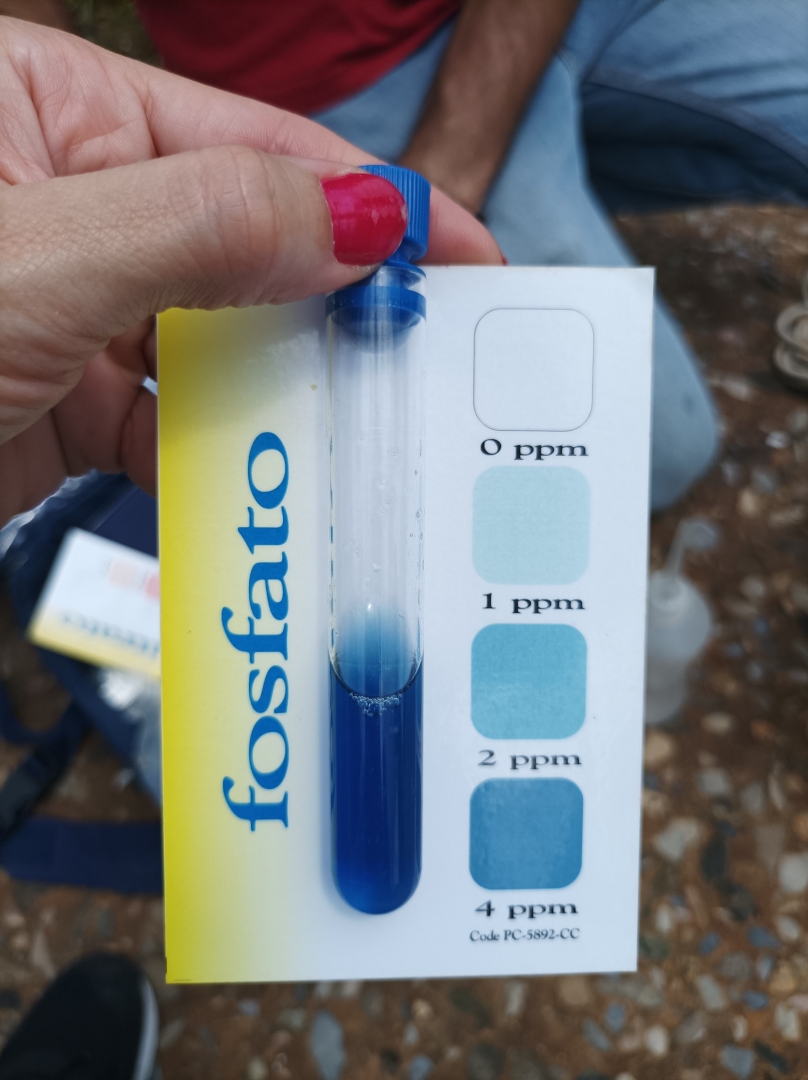 fosfato
0 ppm
1 ppm
2 ppm
4 ppm
Code PC-5892-CC